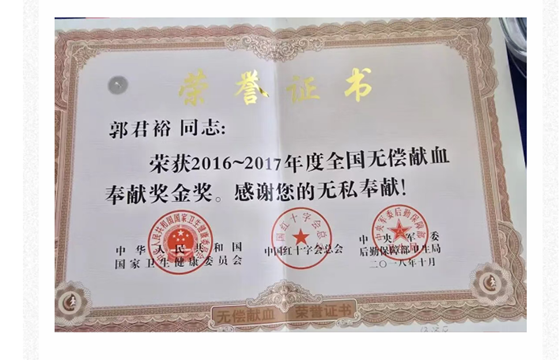 荣誉证书
郭君裕 同志:
荣获2016~2017年度全国无偿献血
奉献奖金奖。感谢您的无私奉献!
中华人民共和国 中国红十字会总会 中央军委
国家卫生健康委员会 后勤保障部卫生局
二〇一八年十月
无偿献血 荣誉证书